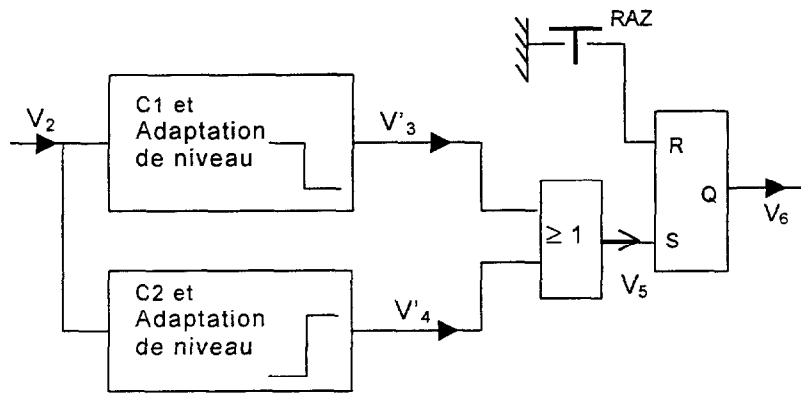 RAZ
V2
C1 et
Adaptation
de niveau
V'3
R
Q
S
V6
≥ 1
V5
C2 et
Adaptation
de niveau
V'4